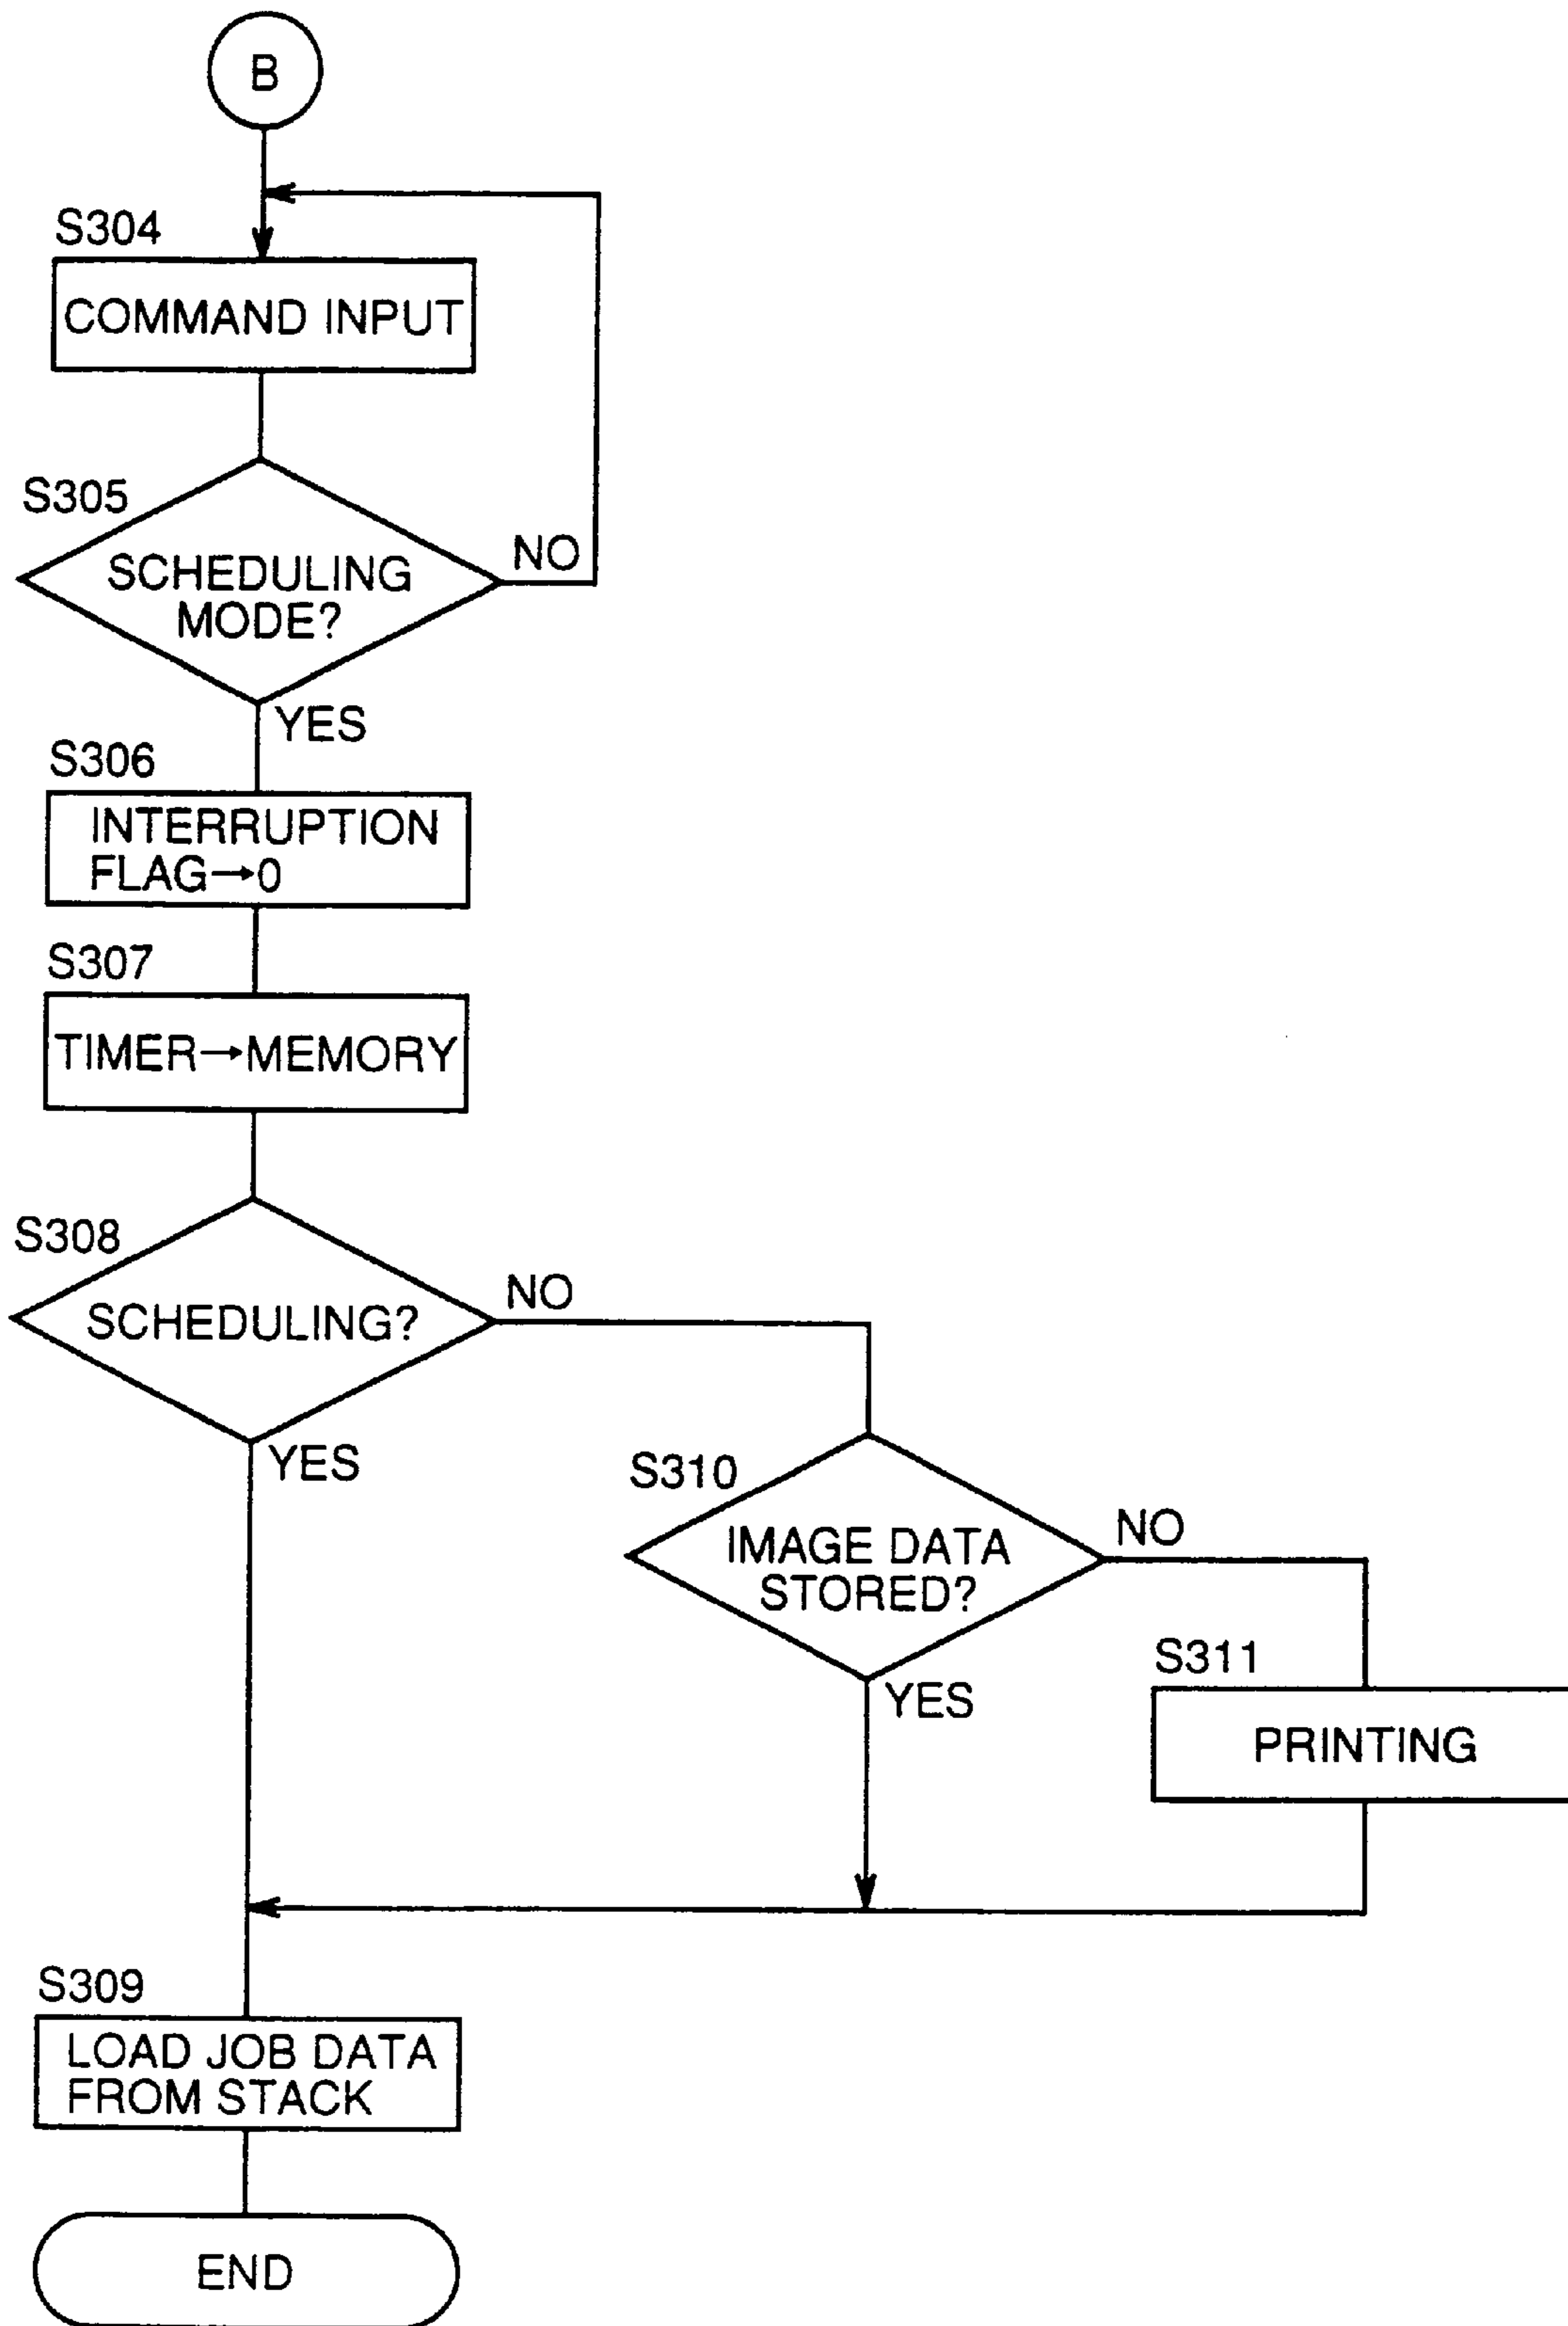 B
S304
COMMAND INPUT
S305
SCHEDULING
MODE?
NO
YES
S306
INTERRUPTION
FLAG→0
S307
TIMER→MEMORY
S308
SCHEDULING?
NO
YES
S310
IMAGE DATA
STORED?
NO
YES
S311
PRINTING
S309
LOAD JOB DATA
FROM STACK
END